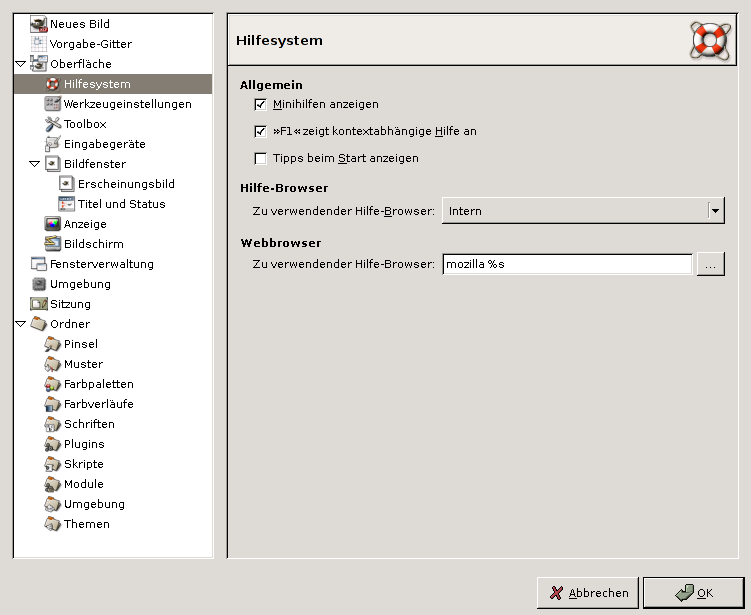 Neues Bild
Vorgabe-Gitter
Oberfläche
Hilfesystem
Werkzeugeinstellungen
Toolbox
Eingabegeräte
Bildfenster
Erscheinungsbild
Titel und Status
Anzeige
Bildschirm
Fensterverwaltung
Umgebung
Sitzung
Ordner
Pinsel
Muster
Farbpaletten
Farbverläufe
Schriften
Plugins
Skripte
Module
Umgebung
Themen
Hilfesystem
Allgemein
Minihilfen anzeigen
»F1« zeigt kontextabhängige Hilfe an
Tipps beim Start anzeigen
Hilfe-Browser
Zu verwendender Hilfe-Browser: Intern
Webbrowser
Zu verwendender Hilfe-Browser: mozilla %s ...
Abbrechen OK